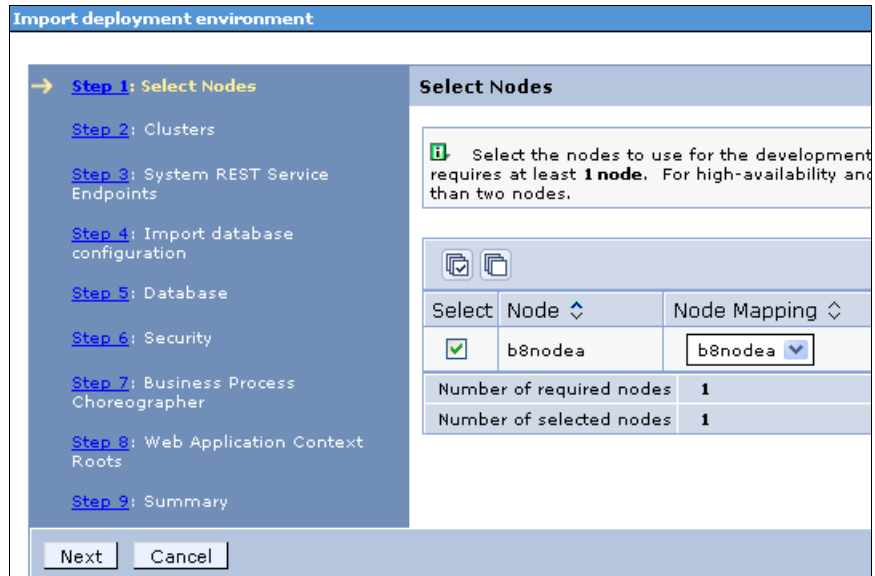 Import deployment environment
Step 1: Select Nodes
Step 2: Clusters
Step 3: System REST Service
Endpoints
Step 4: Import database
configuration
Step 5: Database
Step 6: Security
Step 7: Business Process
Choreographer
Step 8: Web Application Context
Roots
Step 9: Summary
Select Nodes
Select the nodes to use for the development
requires at least 1 node. For high-availability and
than two nodes.
Select Node Node Mapping
b8nodea b8nodea
Number of required nodes 1
Number of selected nodes 1
Next Cancel